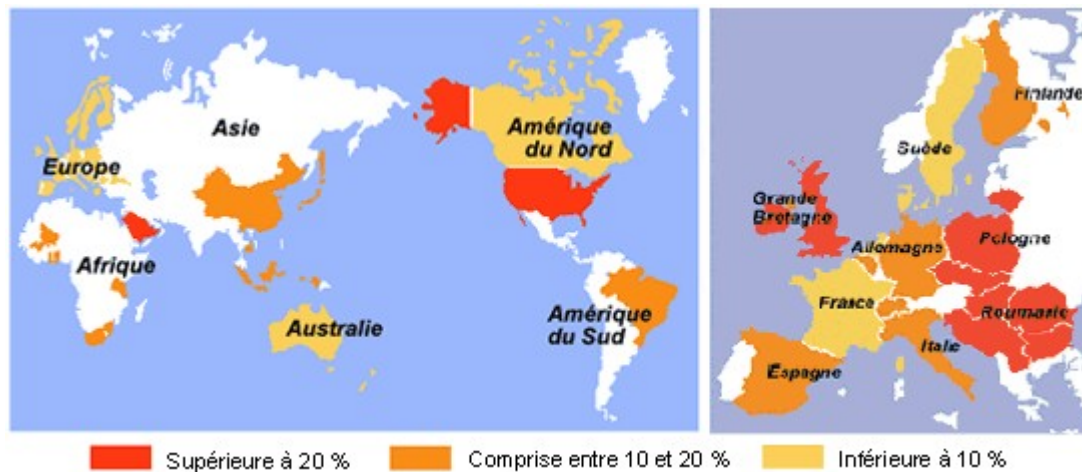 Asie
Europe
Afrique
Australie
Amérique
du Nord
Amérique
du Sud
Finlande
Suède
Grande
Bretagne
Allemagne
Pologne
France
Roumanie
Italie
Espagne
Supérieure à 20 %
Comprise entre 10 et 20 %
Inférieure à 10 %